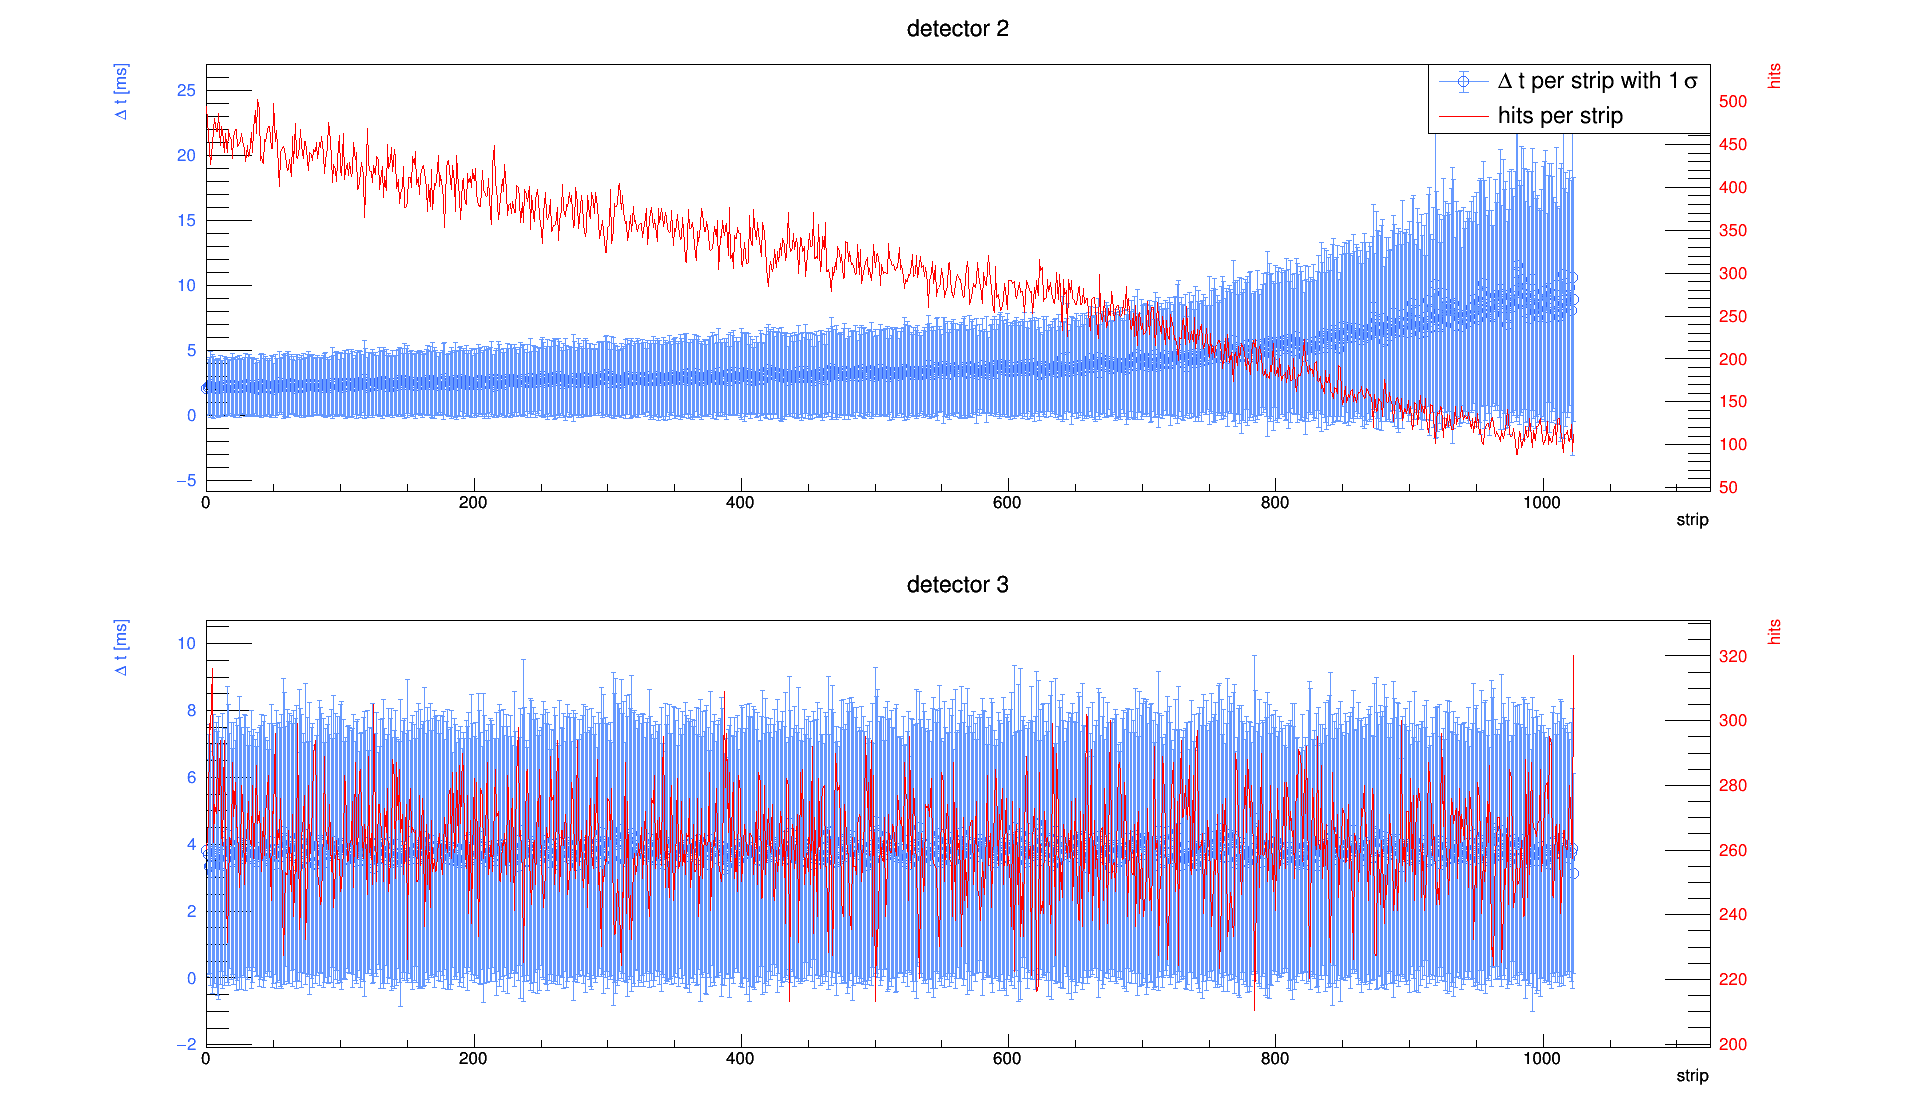 detector 2
Δ t [ms]
hits
25
20
15
10
5
0
−5
500
450
400
350
300
250
200
150
100
50
Δ t per strip with 1 σ
hits per strip
0 200 400 600 800 1000
strip
detector 3
Δ t [ms]
hits
10
8
6
4
2
0
−2
320
300
280
260
240
220
200
0 200 400 600 800 1000
strip